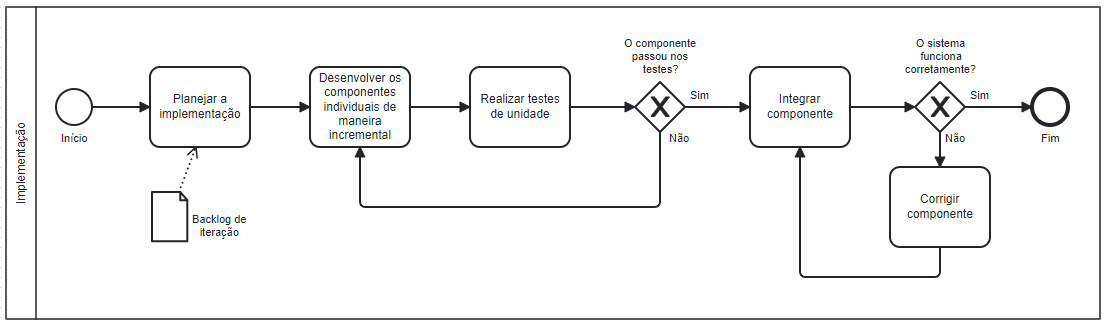 Implementação
Início
Planejar a
implementação
Backlog de
iteração
Desenvolver os
componentes
individuais de
maneira
incremental
Realizar testes
de unidade
O componente
passou nos
testes?
Sim
Não
Integrar
componente
O sistema
funciona
corretamente?
Sim
Não
Fim
Corrigir
componente